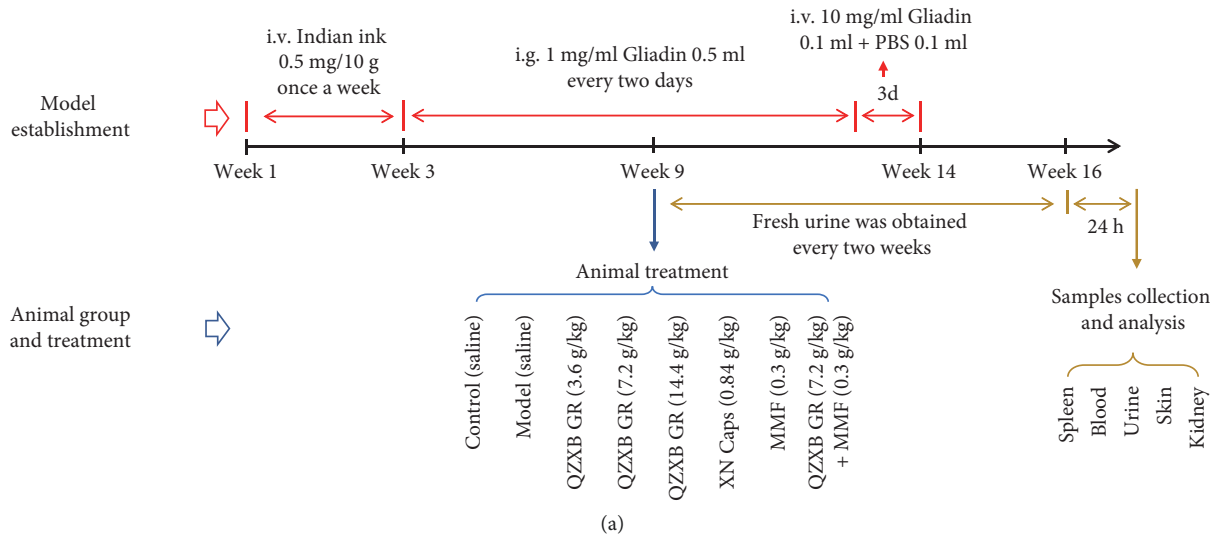 i.v. Indian ink
0.5 mg/10 g
once a week
i.g. 1 mg/ml Gliadin 0.5 ml
every two days
i.v. 10 mg/ml Gliadin
0.1 ml + PBS 0.1 ml
3d
Model
establishment
Week 1
Week 3
Week 9
Week 14
Week 16
Fresh urine was obtained
every two weeks
24 h
Animal treatment
Samples collection
and analysis
Animal group
and treatment
Control (saline)
Model (saline)
QZXB GR (3.6 g/kg)
QZXB GR (7.2 g/kg)
QZXB GR (14.4 g/kg)
XN Caps (0.84 g/kg)
MMF (0.3 g/kg)
QZXB GR (7.2 g/kg)
+ MMF (0.3 g/kg)
Spleen
Blood
Urine
Skin
Kidney
(a)